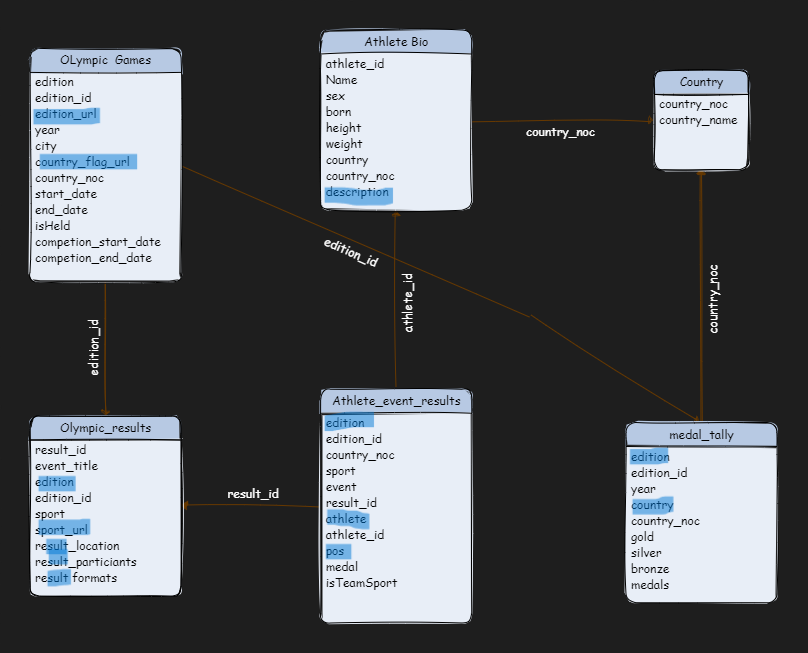 OLympic Games
edition
edition_id
edition_url
year
city
country_flag_url
country_noc
start_date
end_date
isHeld
competion_start_date
competion_end_date
Athlete Bio
athlete_id
Name
sex
born
height
weight
country
country_noc
description
Country
country_noc
country_name
country_noc
edition_id
athlete_id
country_noc
edition_id
Olympic_results
result_id
event_title
edition
edition_id
sport
sport_url
result_location
result_particiants
result formats
result_id
Athlete_event_results
edition
edition_id
country_noc
sport
event
result_id
athlete
athlete_id
pos
medal
isTeamSport
medal_tally
edition
edition_id
year
country
country_noc
gold
silver
bronze
medals